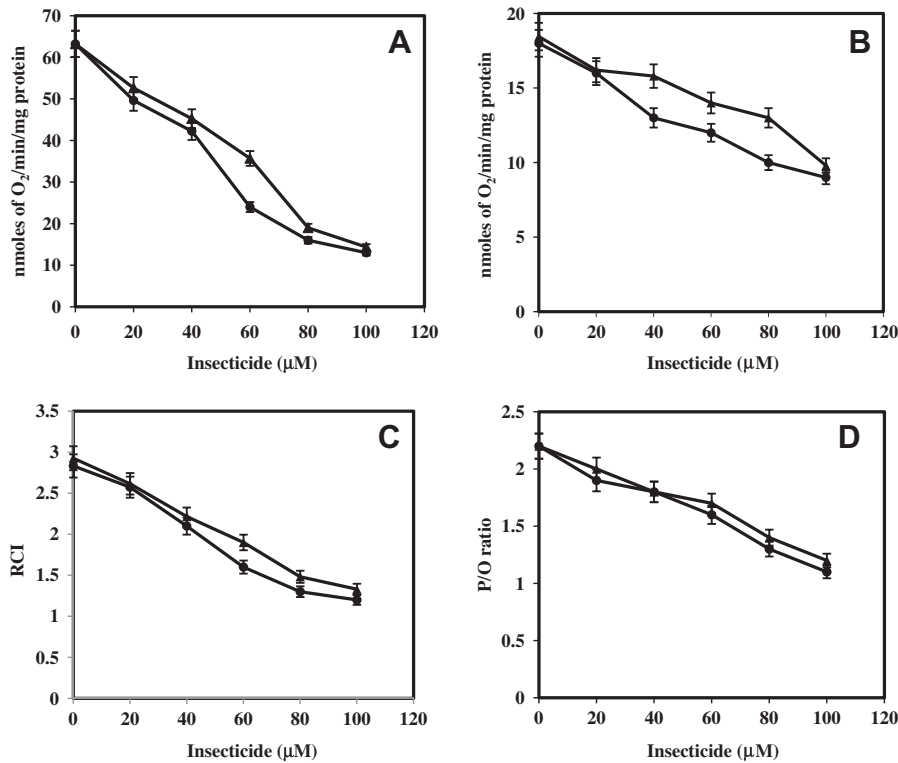 A
nmoles of O₂/min/mg protein
70
60
50
40
30
20
10
0
0 20 40 60 80 100 120
Insecticide (μM)
B
nmoles of O₂/min/mg protein
20
15
10
5
0
0 20 40 60 80 100 120
Insecticide (μM)
C
RCI
3.5
3
2.5
2
1.5
1
0.5
0
0 20 40 60 80 100 120
Insecticide (μM)
D
P/O ratio
2.5
2
1.5
1
0.5
0
0 20 40 60 80 100 120
Insecticide (μM)